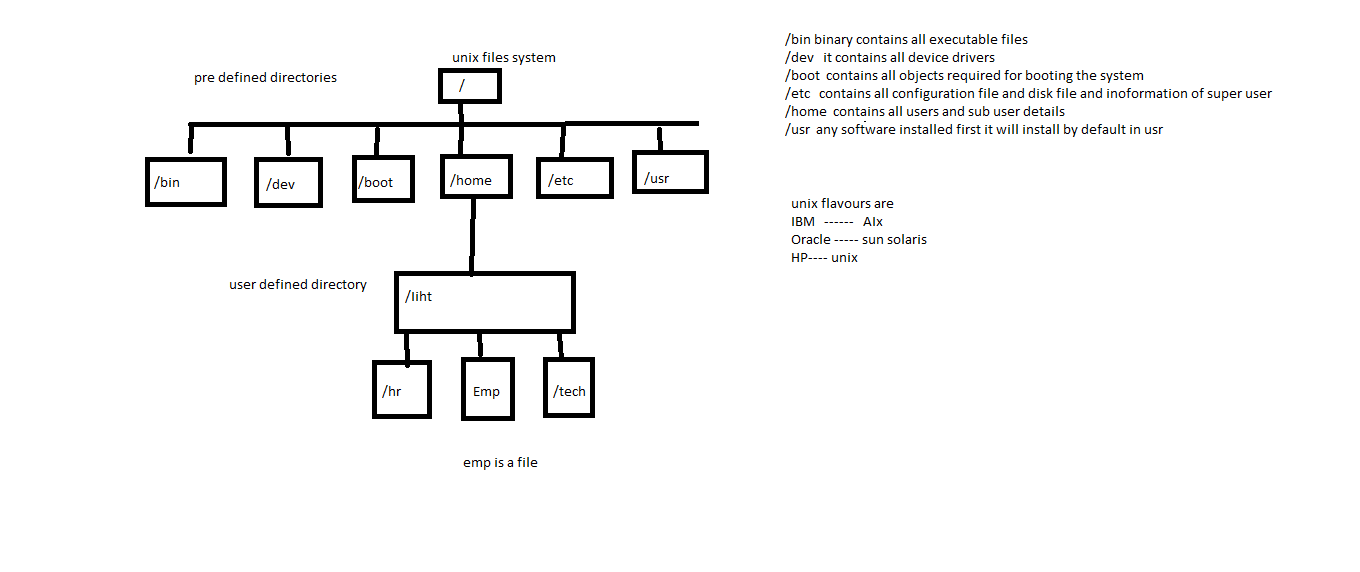 unix files system
pre defined directories
/
/bin
/dev
/boot
/home
/etc
/usr
user defined directory
/liht
/hr
Emp
/tech
emp is a file
/bin binary contains all executable files
/dev it contains all device drivers
/boot contains all objects required for booting the system
/etc contains all configuration file and disk file and inoformation of super user
/home contains all users and sub user details
/usr any software installed first it will install by default in usr
unix flavours are
IBM ------ AIx
Oracle ----- sun solaris
HP---- unix